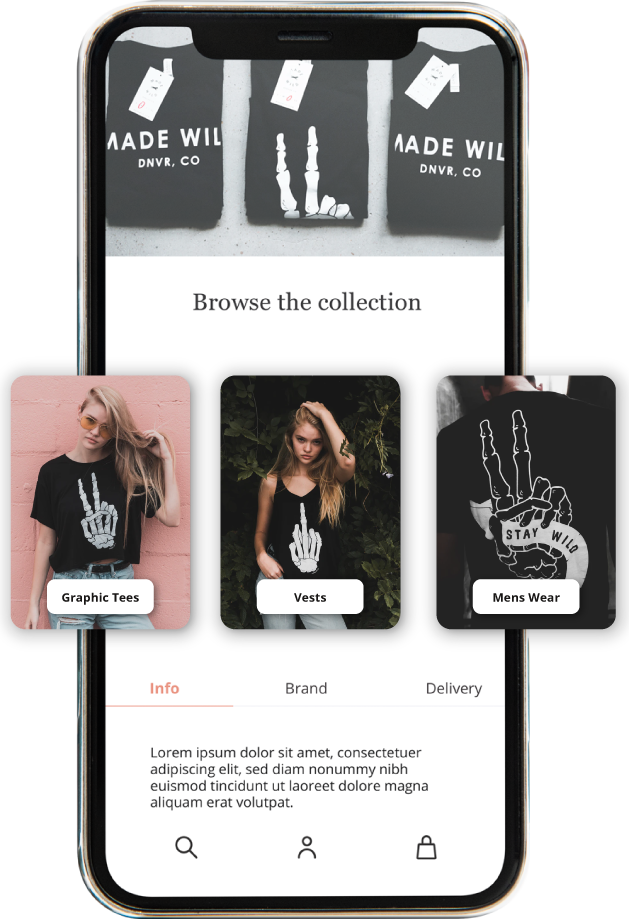 MADE WIL
DNVR, CO
MADE WIL
DNVR, CO
Browse the collection
STAY WILD
Graphic Tees
Vests
Mens Wear
Info
Brand
Delivery
Lorem ipsum dolor sit amet, consectetuer
adipiscing elit, sed diam nonummy nibh
euismod tincidunt ut laoreet dolore magna
aliquam erat volutpat.